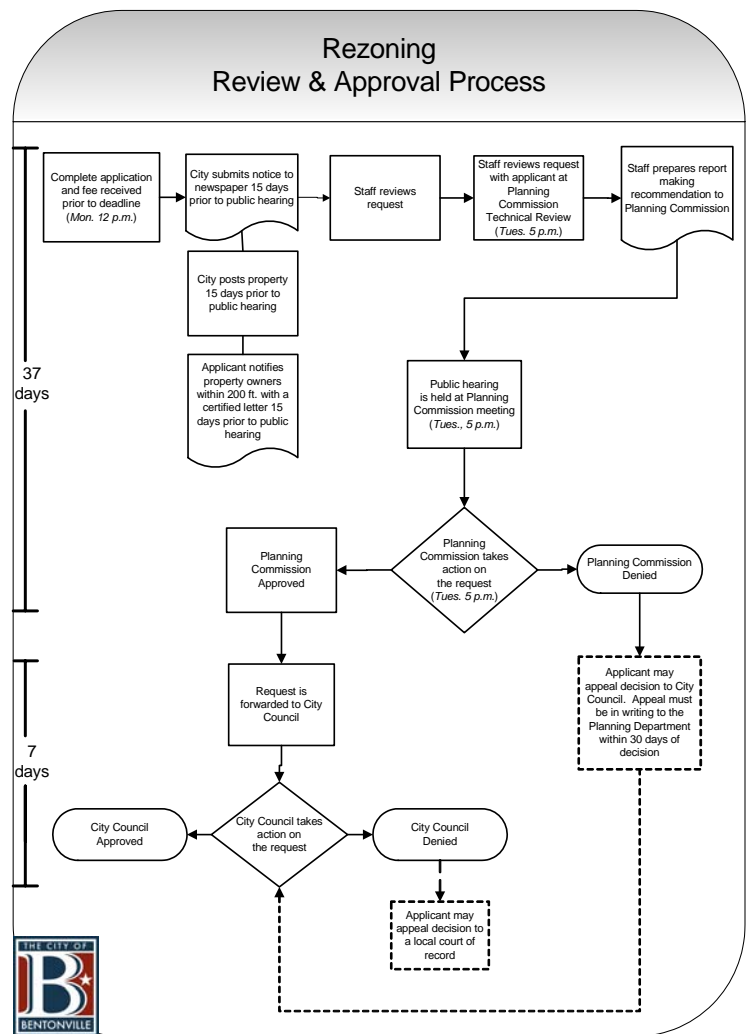 Rezoning
Review & Approval Process
Complete application
and fee received
prior to deadline
(Mon. 12 p.m.)
City submits notice to
newspaper 15 days
prior to public hearing
Staff reviews
request
Staff reviews request
with applicant at
Planning
Commission
Technical Review
(Tues. 5 p.m.)
Staff prepares report
making
recommendation to
Planning Commission
City posts property
15 days prior to
public hearing
Applicant notifies
property owners
within 200 ft. with a
certified letter 15
days prior to public
hearing
37
days
Public hearing
is held at Planning
Commission meeting
(Tues., 5 p.m.)
Planning
Commission takes
action on
the request
(Tues. 5 p.m.)
Planning
Commission
Approved
Planning Commission
Denied
Applicant may
appeal decision to City
Council. Appeal must
be in writing to the
Planning Department
within 30 days of
decision
Request is
forwarded to City
Council
7
days
City Council takes
action on
the request
City Council
Approved
City Council
Denied
Applicant may
appeal decision to
a local court of
record
THE CITY OF
B
BENTONVILLE